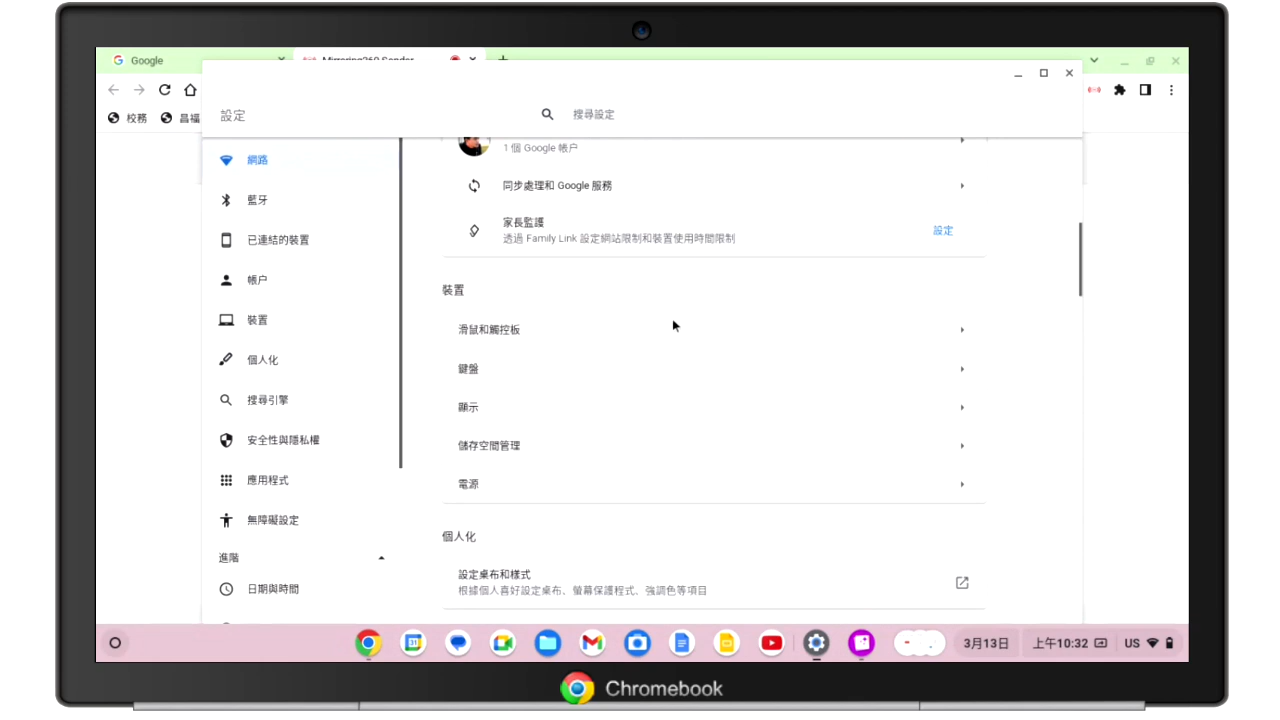 Google
Mirroring360 Sender
校務
昌福
設定
搜尋設定
網路
藍牙
已連結的裝置
帳戶
裝置
個人化
搜尋引擎
安全性與隱私權
應用程式
無障礙設定
進階
日期與時間
1 個 Google 帳戶
同步處理和 Google 服務
家長監護
透過 Family Link 設定網站限制和裝置使用時間限制
設定
裝置
滑鼠和觸控板
鍵盤
顯示
儲存空間管理
電源
個人化
設定桌布和樣式
根據個人喜好設定桌布、螢幕保護程式、強調色等項目
31
3月13日
上午10:32
US
Chromebook